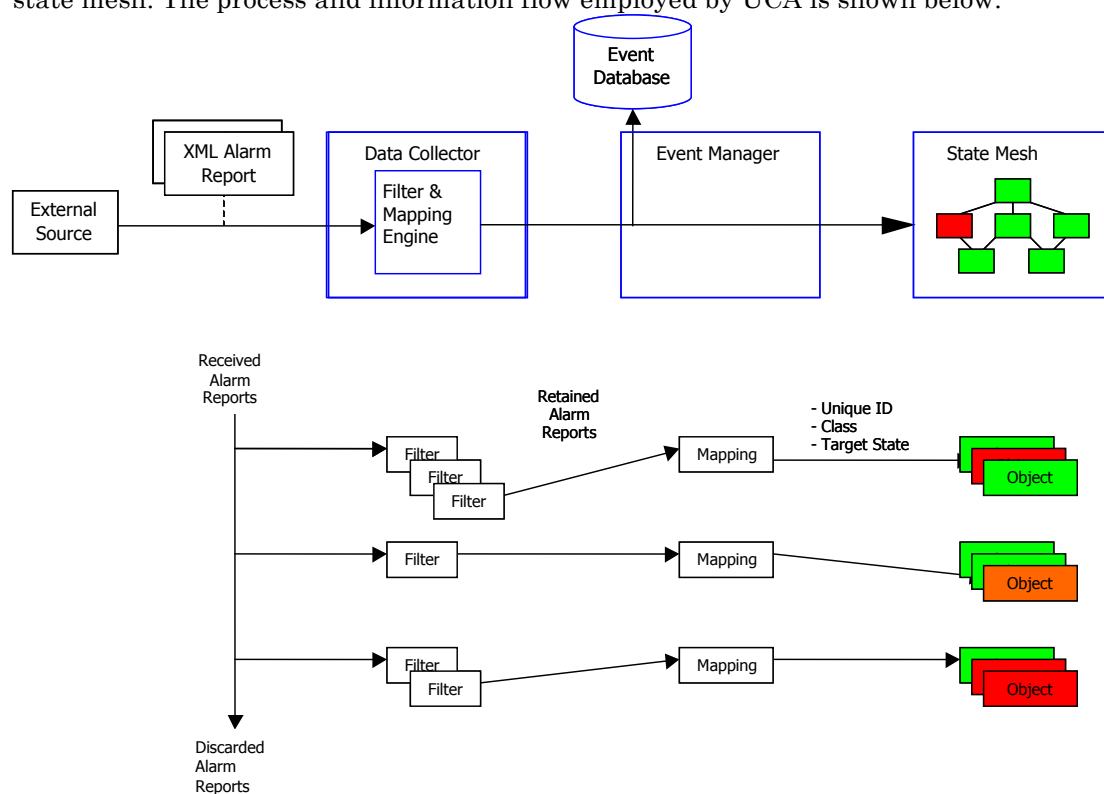 state mesh. The process and information flow employed by UCA is shown below.
Event
Database
XML Alarm
Report
Data Collector
Event Manager
State Mesh
External
Source
Filter &
Mapping
Engine
Received
Alarm
Reports
Retained
Alarm
Reports
- Unique ID
- Class
- Target State
Filter
Filter
Filter
Mapping
Object
Filter
Mapping
Object
Filter
Filter
Mapping
Object
Discarded
Alarm
Reports